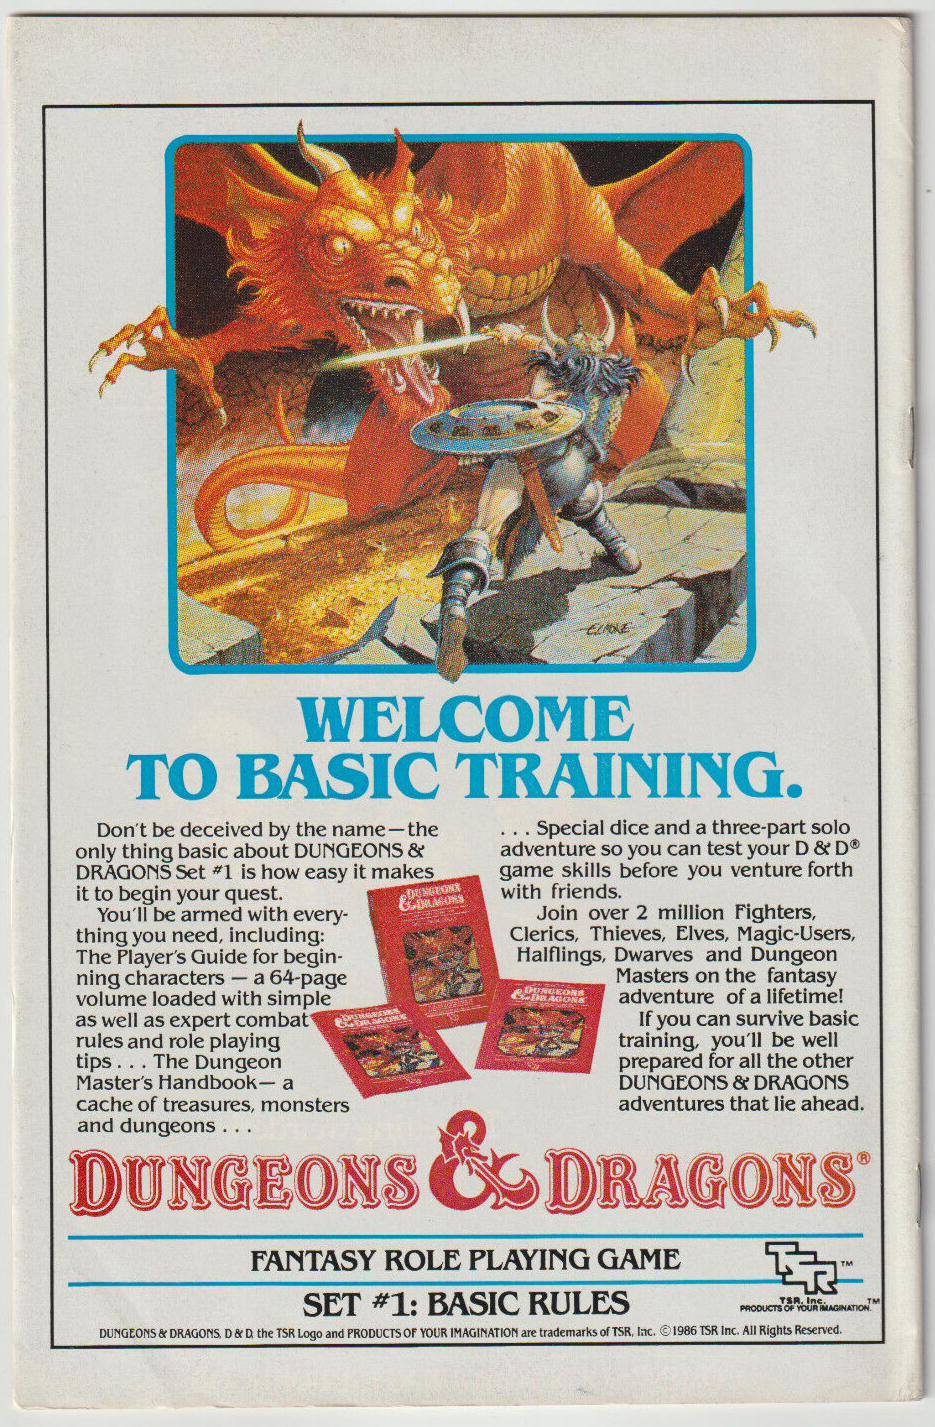 ELMORE
WELCOME
TO BASIC TRAINING.
Don't be deceived by the name—the
only thing basic about DUNGEONS &
DRAGONS Set #1 is how easy it makes
it to begin your quest.
You'll be armed with every-
thing you need, including:
The Player's Guide for begin-
ning characters — a 64-page
volume loaded with simple
as well as expert combat
rules and role playing
tips . . . The Dungeon
Master's Handbook— a
cache of treasures, monsters
and dungeons . . .
. . . Special dice and a three-part solo
adventure so you can test your D & D®
game skills before you venture forth
with friends.
Join over 2 million Fighters,
Clerics, Thieves, Elves, Magic-Users,
Halflings, Dwarves and Dungeon
Masters on the fantasy
adventure of a lifetime!
If you can survive basic
training, you'll be well
prepared for all the other
DUNGEONS & DRAGONS
adventures that lie ahead.
DUNGEONS
& DRAGONS
DUNGEONS
& DRAGONS
DUNGEONS
& DRAGONS
DUNGEONS & DRAGONS®
FANTASY ROLE PLAYING GAME
SET #1: BASIC RULES
TSR™
TSR, Inc.
PRODUCTS OF YOUR IMAGINATION™
DUNGEONS & DRAGONS, D & D, the TSR Logo and PRODUCTS OF YOUR IMAGINATION are trademarks of TSR, Inc. ©1986 TSR Inc. All Rights Reserved.